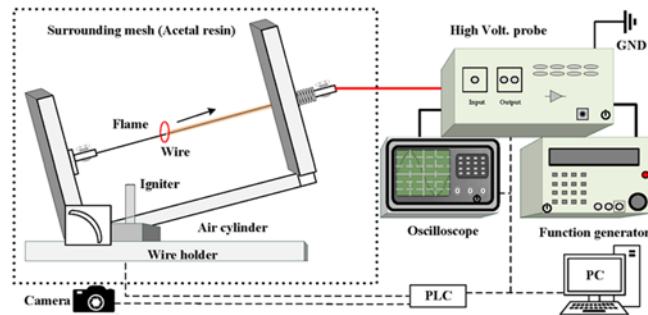 Surrounding mesh (Acetal resin)
High Volt. probe
GND
Input
Output
Flame
Wire
Igniter
Air cylinder
Wire holder
Oscilloscope
Function generator
Camera
PLC
PC